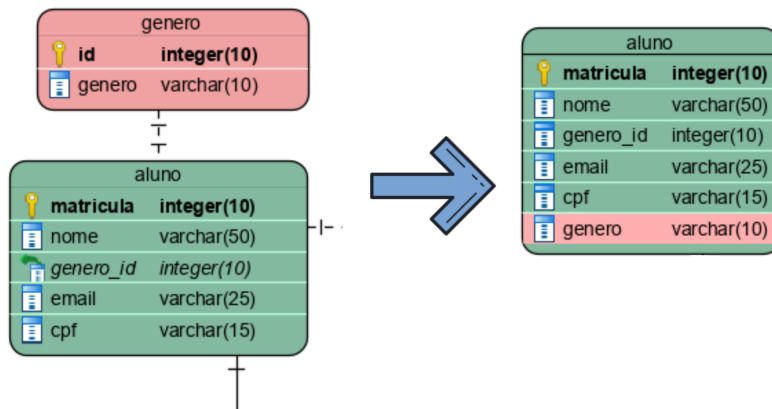 genero
id integer(10)
genero varchar(10)
aluno
matricula integer(10)
nome varchar(50)
genero_id integer(10)
email varchar(25)
cpf varchar(15)
aluno
matricula integer(10)
nome varchar(50)
genero_id integer(10)
email varchar(25)
cpf varchar(15)
genero varchar(10)